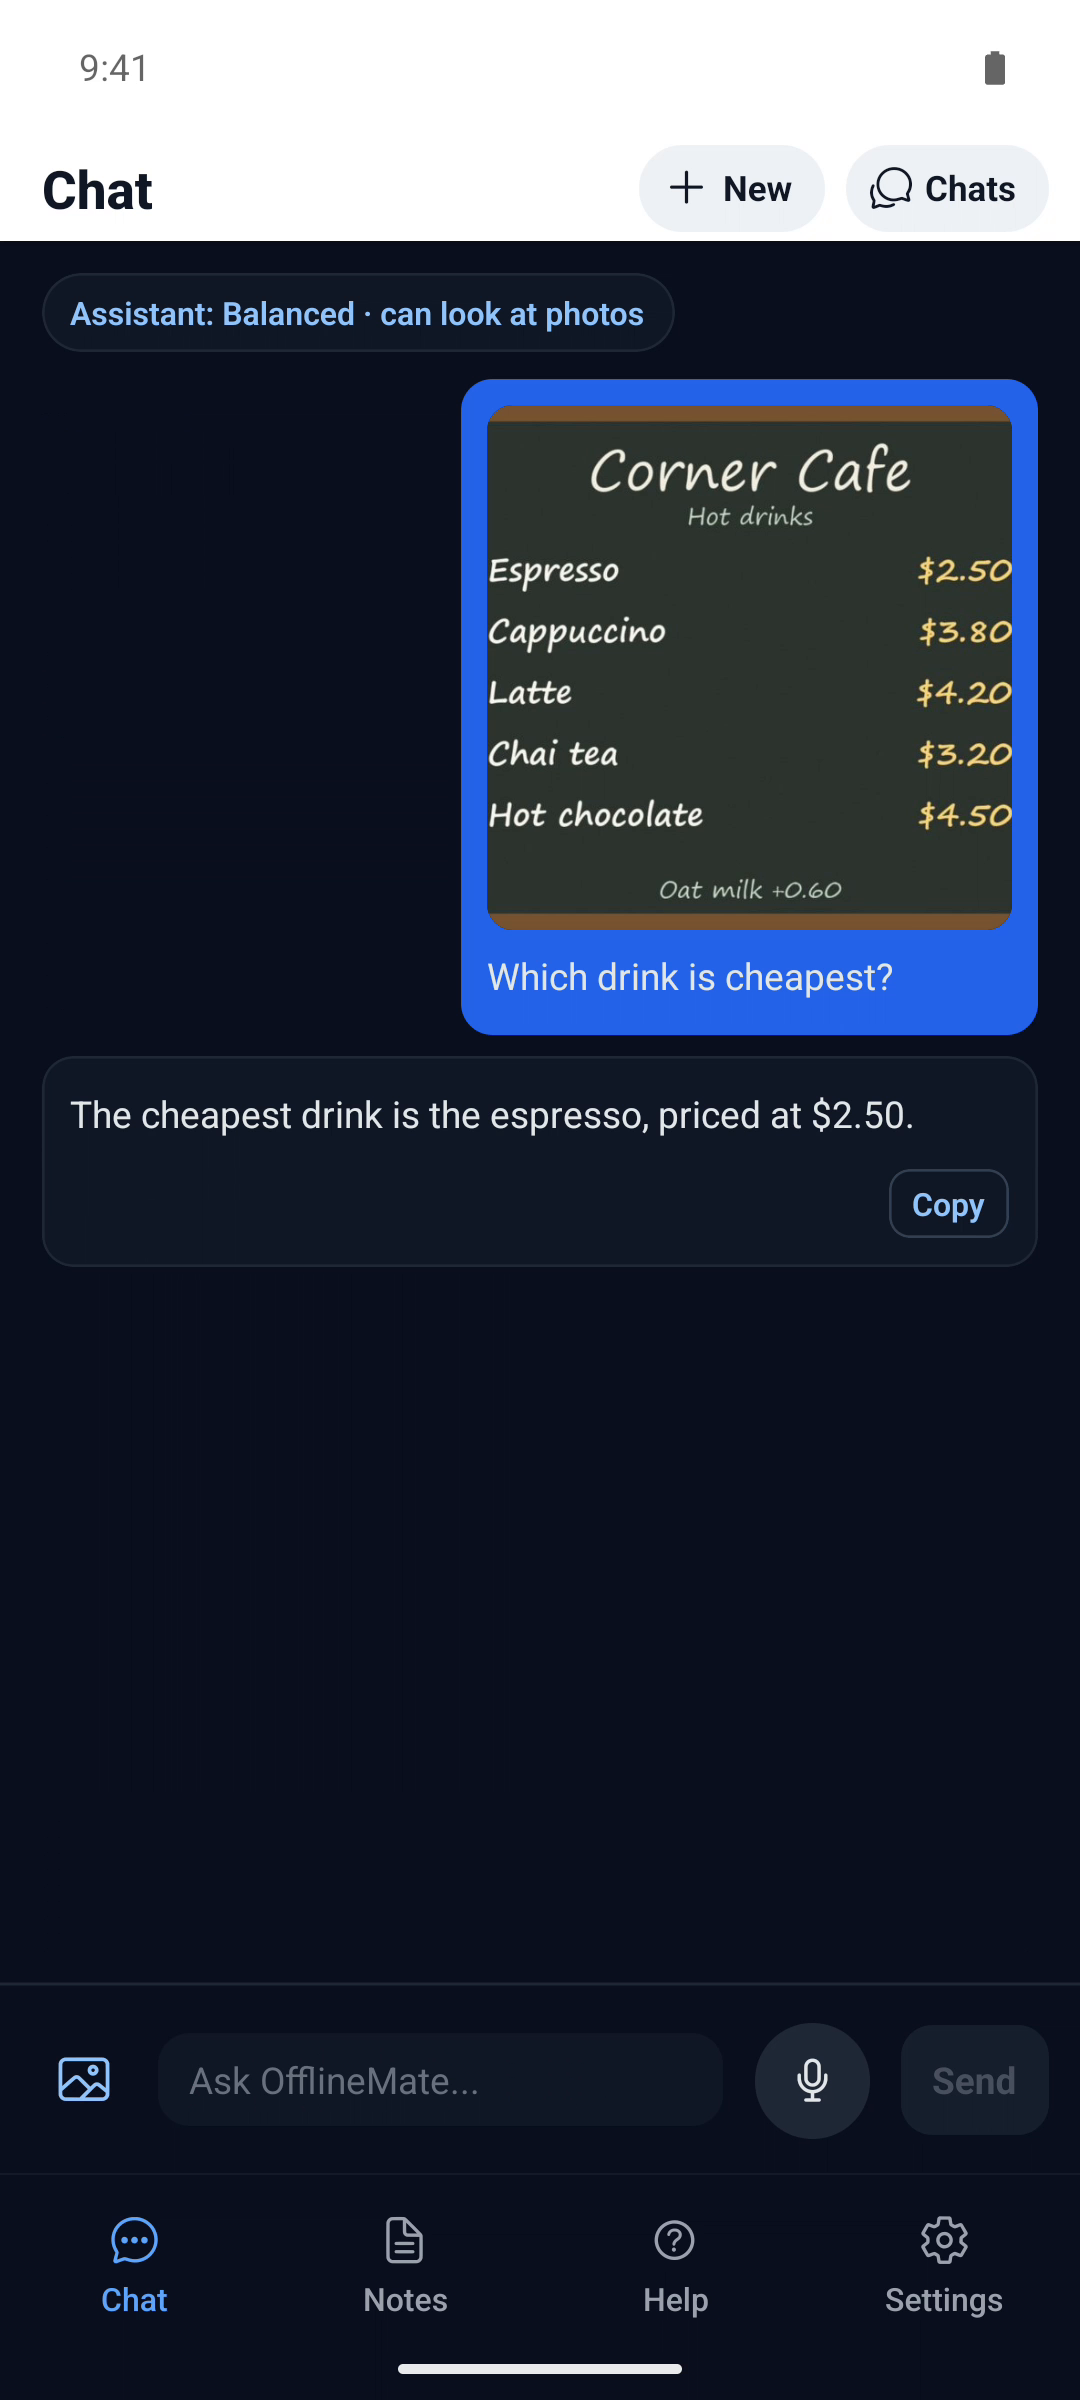 9:41
Chat
New
Chats
Assistant: Balanced · can look at photos
Corner Cafe
Hot drinks
Espresso $2.50
Cappuccino $3.80
Latte $4.20
Chai tea $3.20
Hot chocolate $4.50
Oat milk +0.60
Which drink is cheapest?
The cheapest drink is the espresso, priced at $2.50.
Copy
Ask OfflineMate...
Send
Chat
Notes
Help
Settings